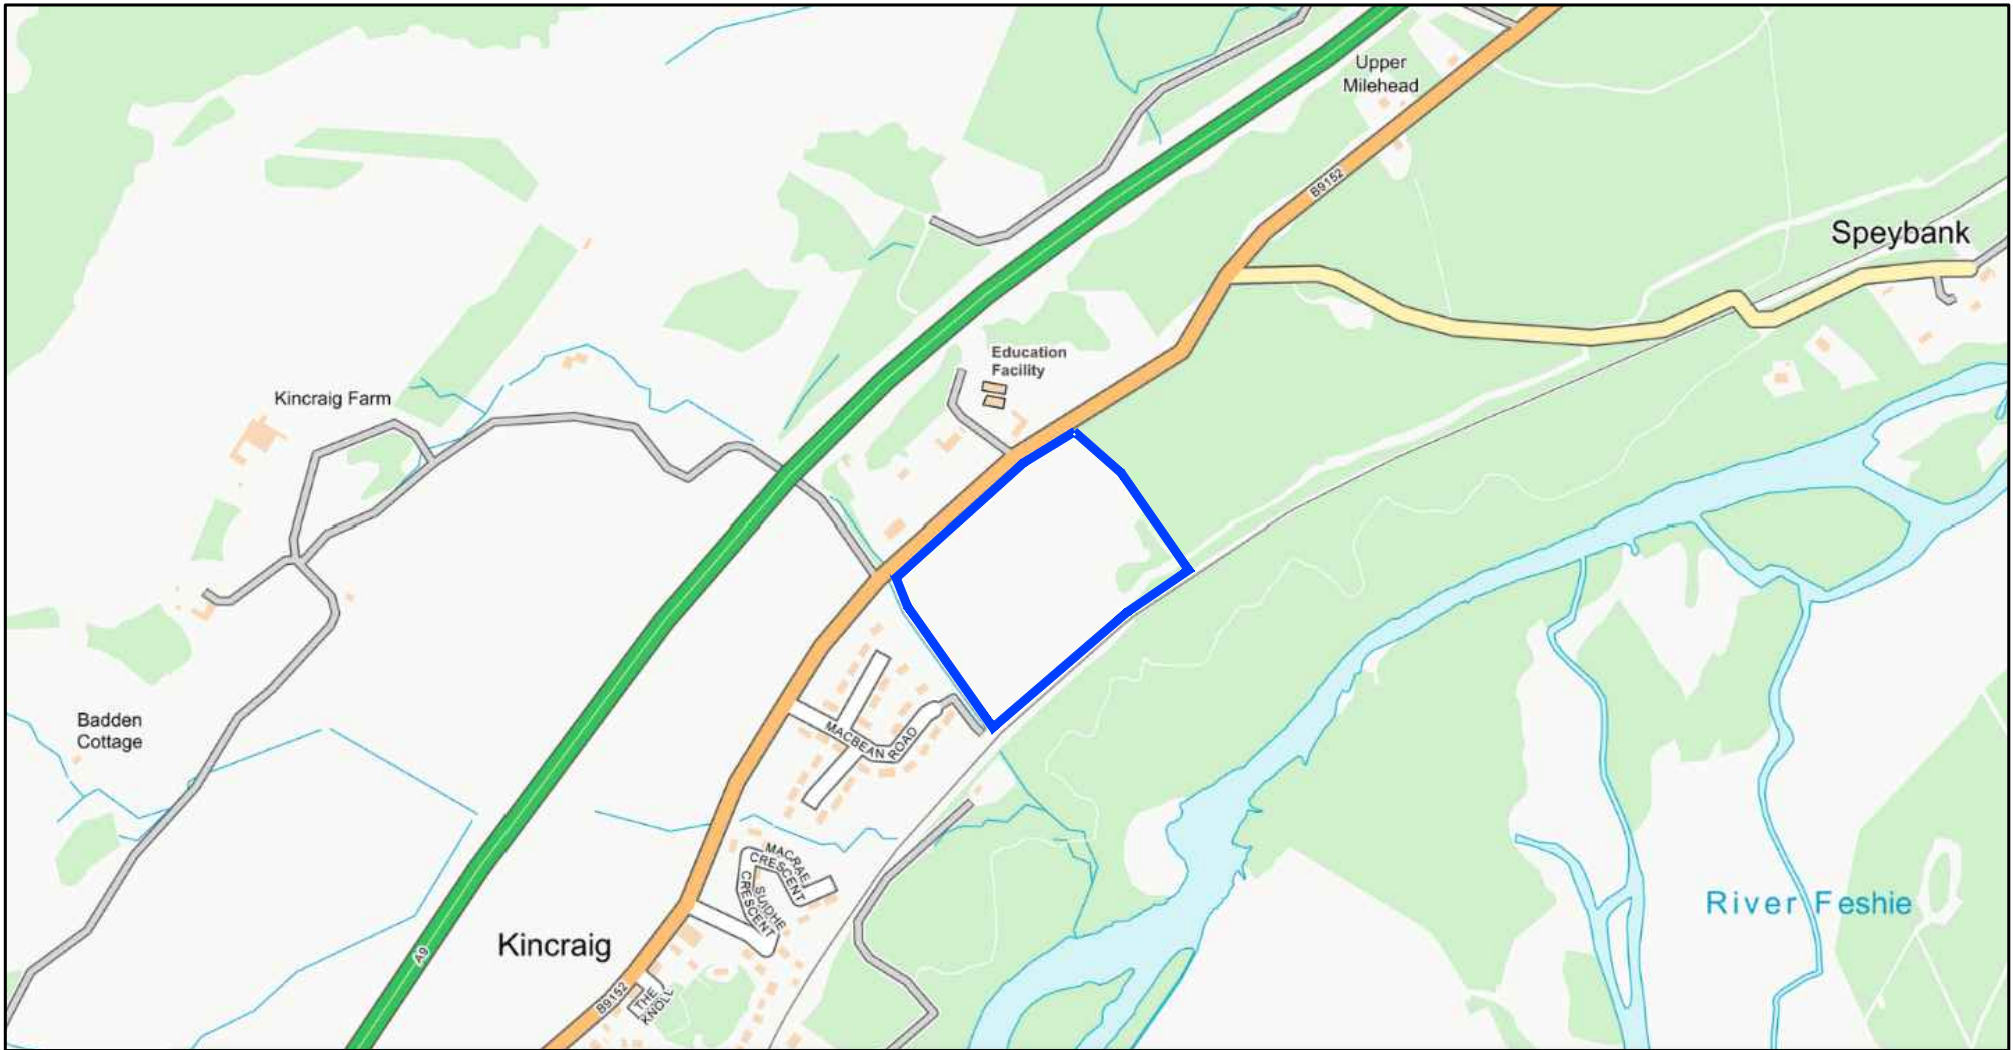 Upper
Milehead
B9152
Speybank
Education
Facility
Kincraig Farm
Badden
Cottage
MACBEAN ROAD
MACRAE
CRESCENT
SUIDHE
CRESCENT
River Feshie
Kincraig
A9
B9152
THE
KNOLL